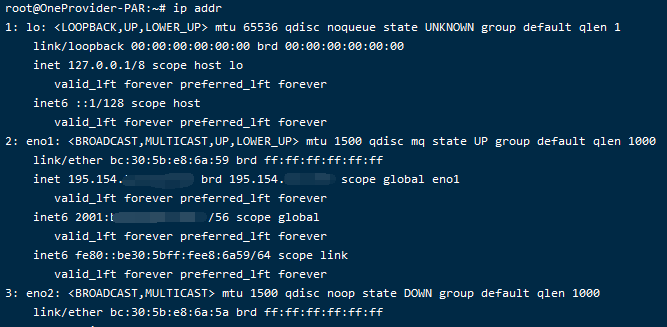 root@OneProvider-PAR:~# ip addr
1: lo: <LOOPBACK,UP,LOWER_UP> mtu 65536 qdisc noqueue state UNKNOWN group default qlen 1
link/loopback 00:00:00:00:00:00 brd 00:00:00:00:00:00
inet 127.0.0.1/8 scope host lo
valid_lft forever preferred_lft forever
inet6 ::1/128 scope host
valid_lft forever preferred_lft forever
2: eno1: <BROADCAST,MULTICAST,UP,LOWER_UP> mtu 1500 qdisc mq state UP group default qlen 1000
link/ether bc:30:5b:e8:6a:59 brd ff:ff:ff:ff:ff:ff
inet 195.154. brd 195.154. scope global eno1
valid_lft forever preferred_lft forever
inet6 2001:b /56 scope global
valid_lft forever preferred_lft forever
inet6 fe80::be30:5bff:fee8:6a59/64 scope link
valid_lft forever preferred_lft forever
3: eno2: <BROADCAST,MULTICAST> mtu 1500 qdisc noop state DOWN group default qlen 1000
link/ether bc:30:5b:e8:6a:5a brd ff:ff:ff:ff:ff:ff